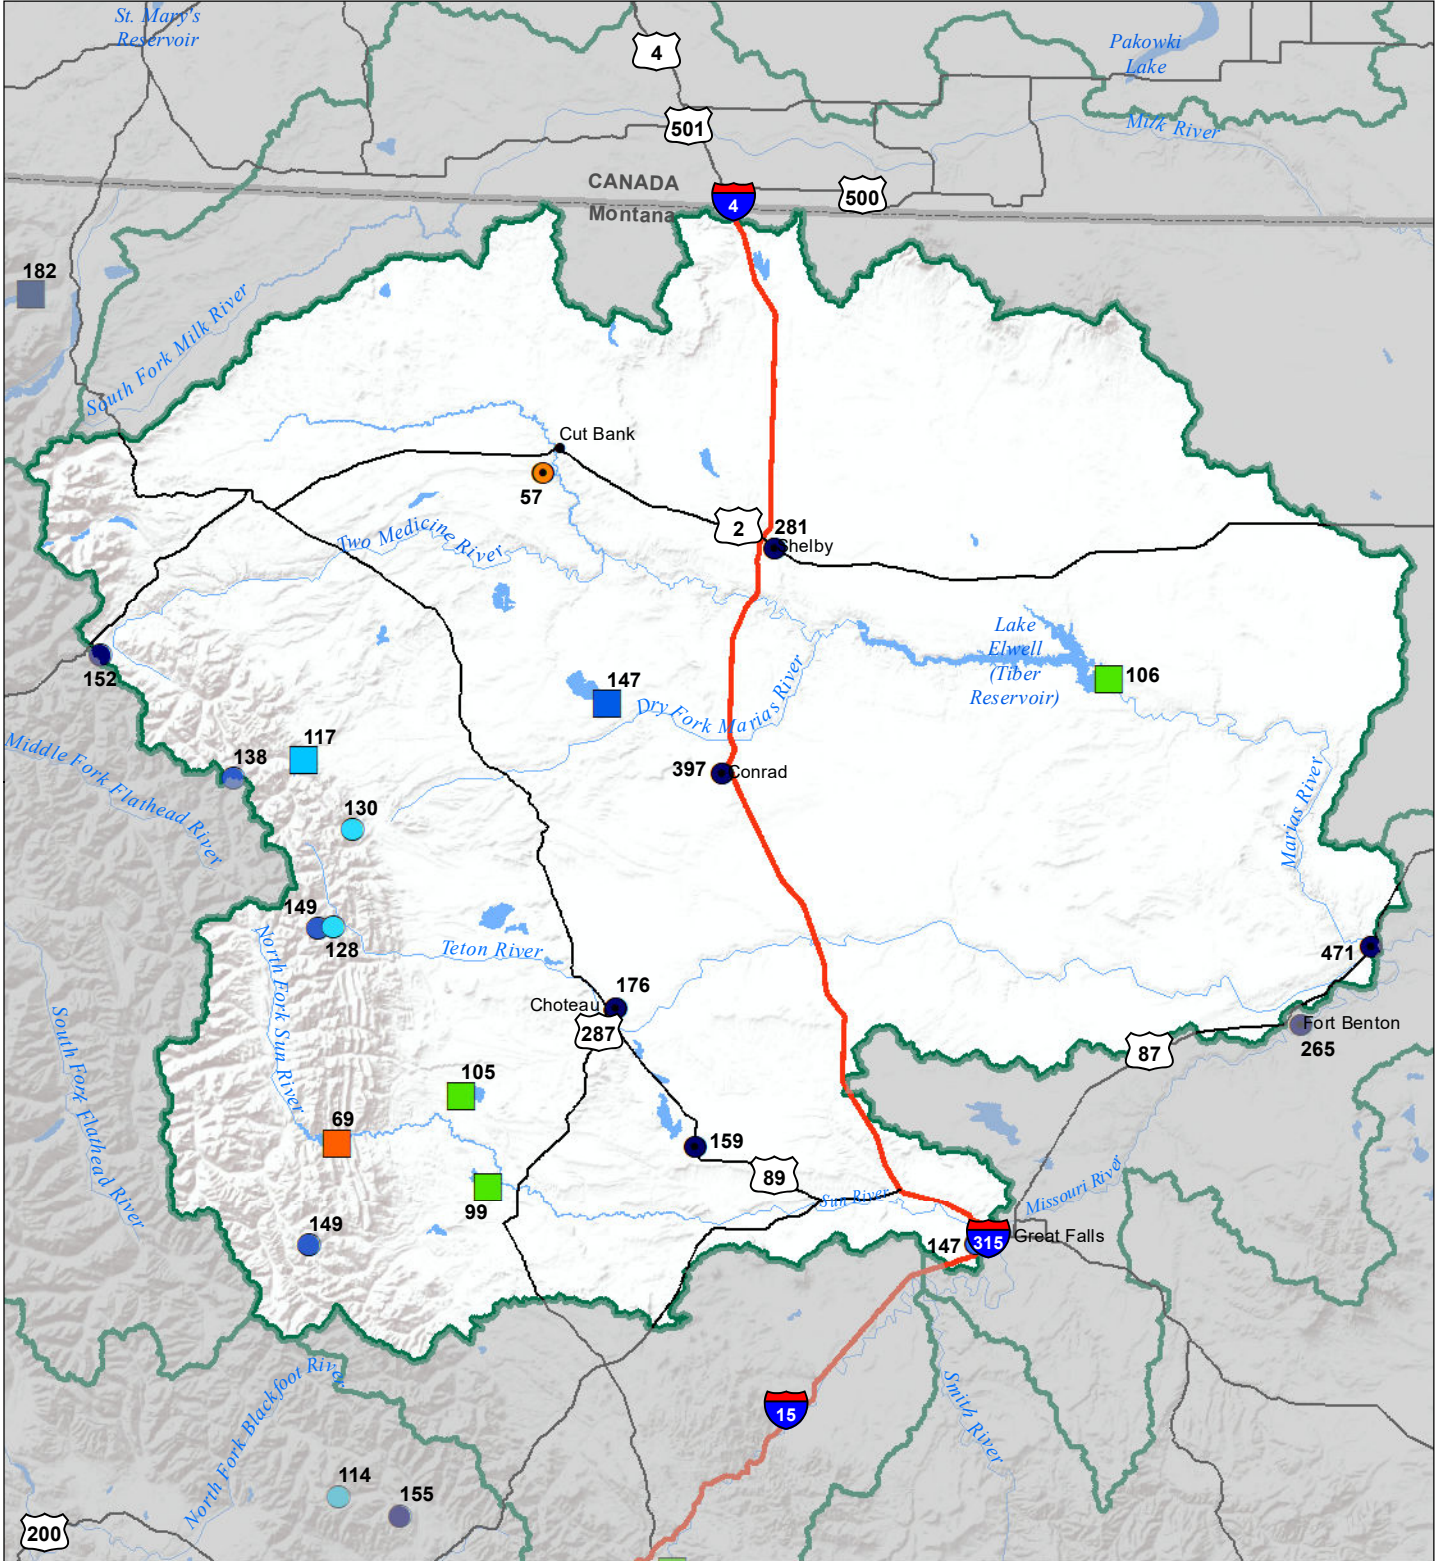 St. Mary's
Reservoir
4
Pakowki
Lake
501
Milk River
CANADA
Montana
4
500
182
South Fork Milk River
Cut Bank
57
2
281
Shelby
Two Medicine River
Lake
Elwell
(Tiber
Reservoir)
152
106
147
Dry Fork Marias River
Middle Fork Flathead River
117
138
397
Conrad
130
Marias River
149
128
North Fork Sun River
Teton River
471
176
Choteau
287
South Fork Flathead River
Fort Benton
265
87
105
69
159
89
99
Sun River
Missouri River
149
147
315
Great Falls
North Fork Blackfoot River
Smith River
15
114
155
200